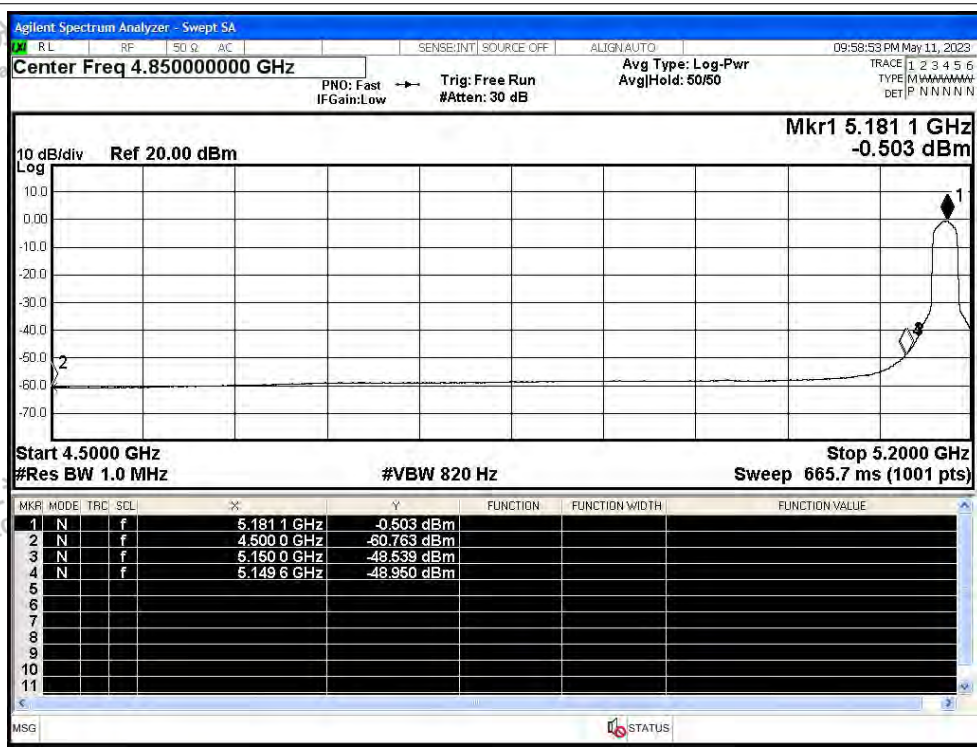 Agilent Spectrum Analyzer - Swept SA
RL RF 50 Ω AC SENSE:INT SOURCE OFF ALIGN AUTO 09:58:53 PM May 11, 2023
Center Freq 4.850000000 GHz
PNO: Fast
IFGain:Low
Trig: Free Run
#Atten: 30 dB
Avg Type: Log-Pwr
Avg|Hold: 50/50
TRACE 1 2 3 4 5 6
TYPE M WWWWW
DET P N N N N N
Mkr1 5.181 1 GHz
-0.503 dBm
10 dB/div Ref 20.00 dBm
Log
10.0
0.00
-10.0
-20.0
-30.0
-40.0
-50.0
-60.0
-70.0
1
2
Start 4.5000 GHz Stop 5.2000 GHz
#Res BW 1.0 MHz #VBW 820 Hz Sweep 665.7 ms (1001 pts)
MKR MODE TRC SCL X Y FUNCTION FUNCTION WIDTH FUNCTION VALUE
1 N f 5.181 1 GHz -0.503 dBm
2 N f 4.500 0 GHz -60.763 dBm
3 N f 5.150 0 GHz -48.539 dBm
4 N f 5.149 6 GHz -48.950 dBm
5
6
7
8
9
10
11
MSG STATUS